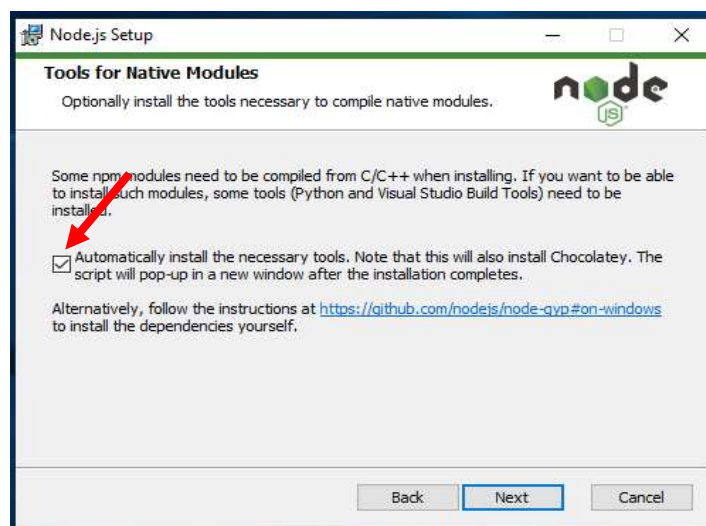 Node.js Setup
Tools for Native Modules
Optionally install the tools necessary to compile native modules.
node
JS
Some npm modules need to be compiled from C/C++ when installing. If you want to be able
to install such modules, some tools (Python and Visual Studio Build Tools) need to be
installed.
Automatically install the necessary tools. Note that this will also install Chocolatey. The
script will pop-up in a new window after the installation completes.
Alternatively, follow the instructions at https://github.com/nodejs/node-gyp#on-windows
to install the dependencies yourself.
Back Next Cancel